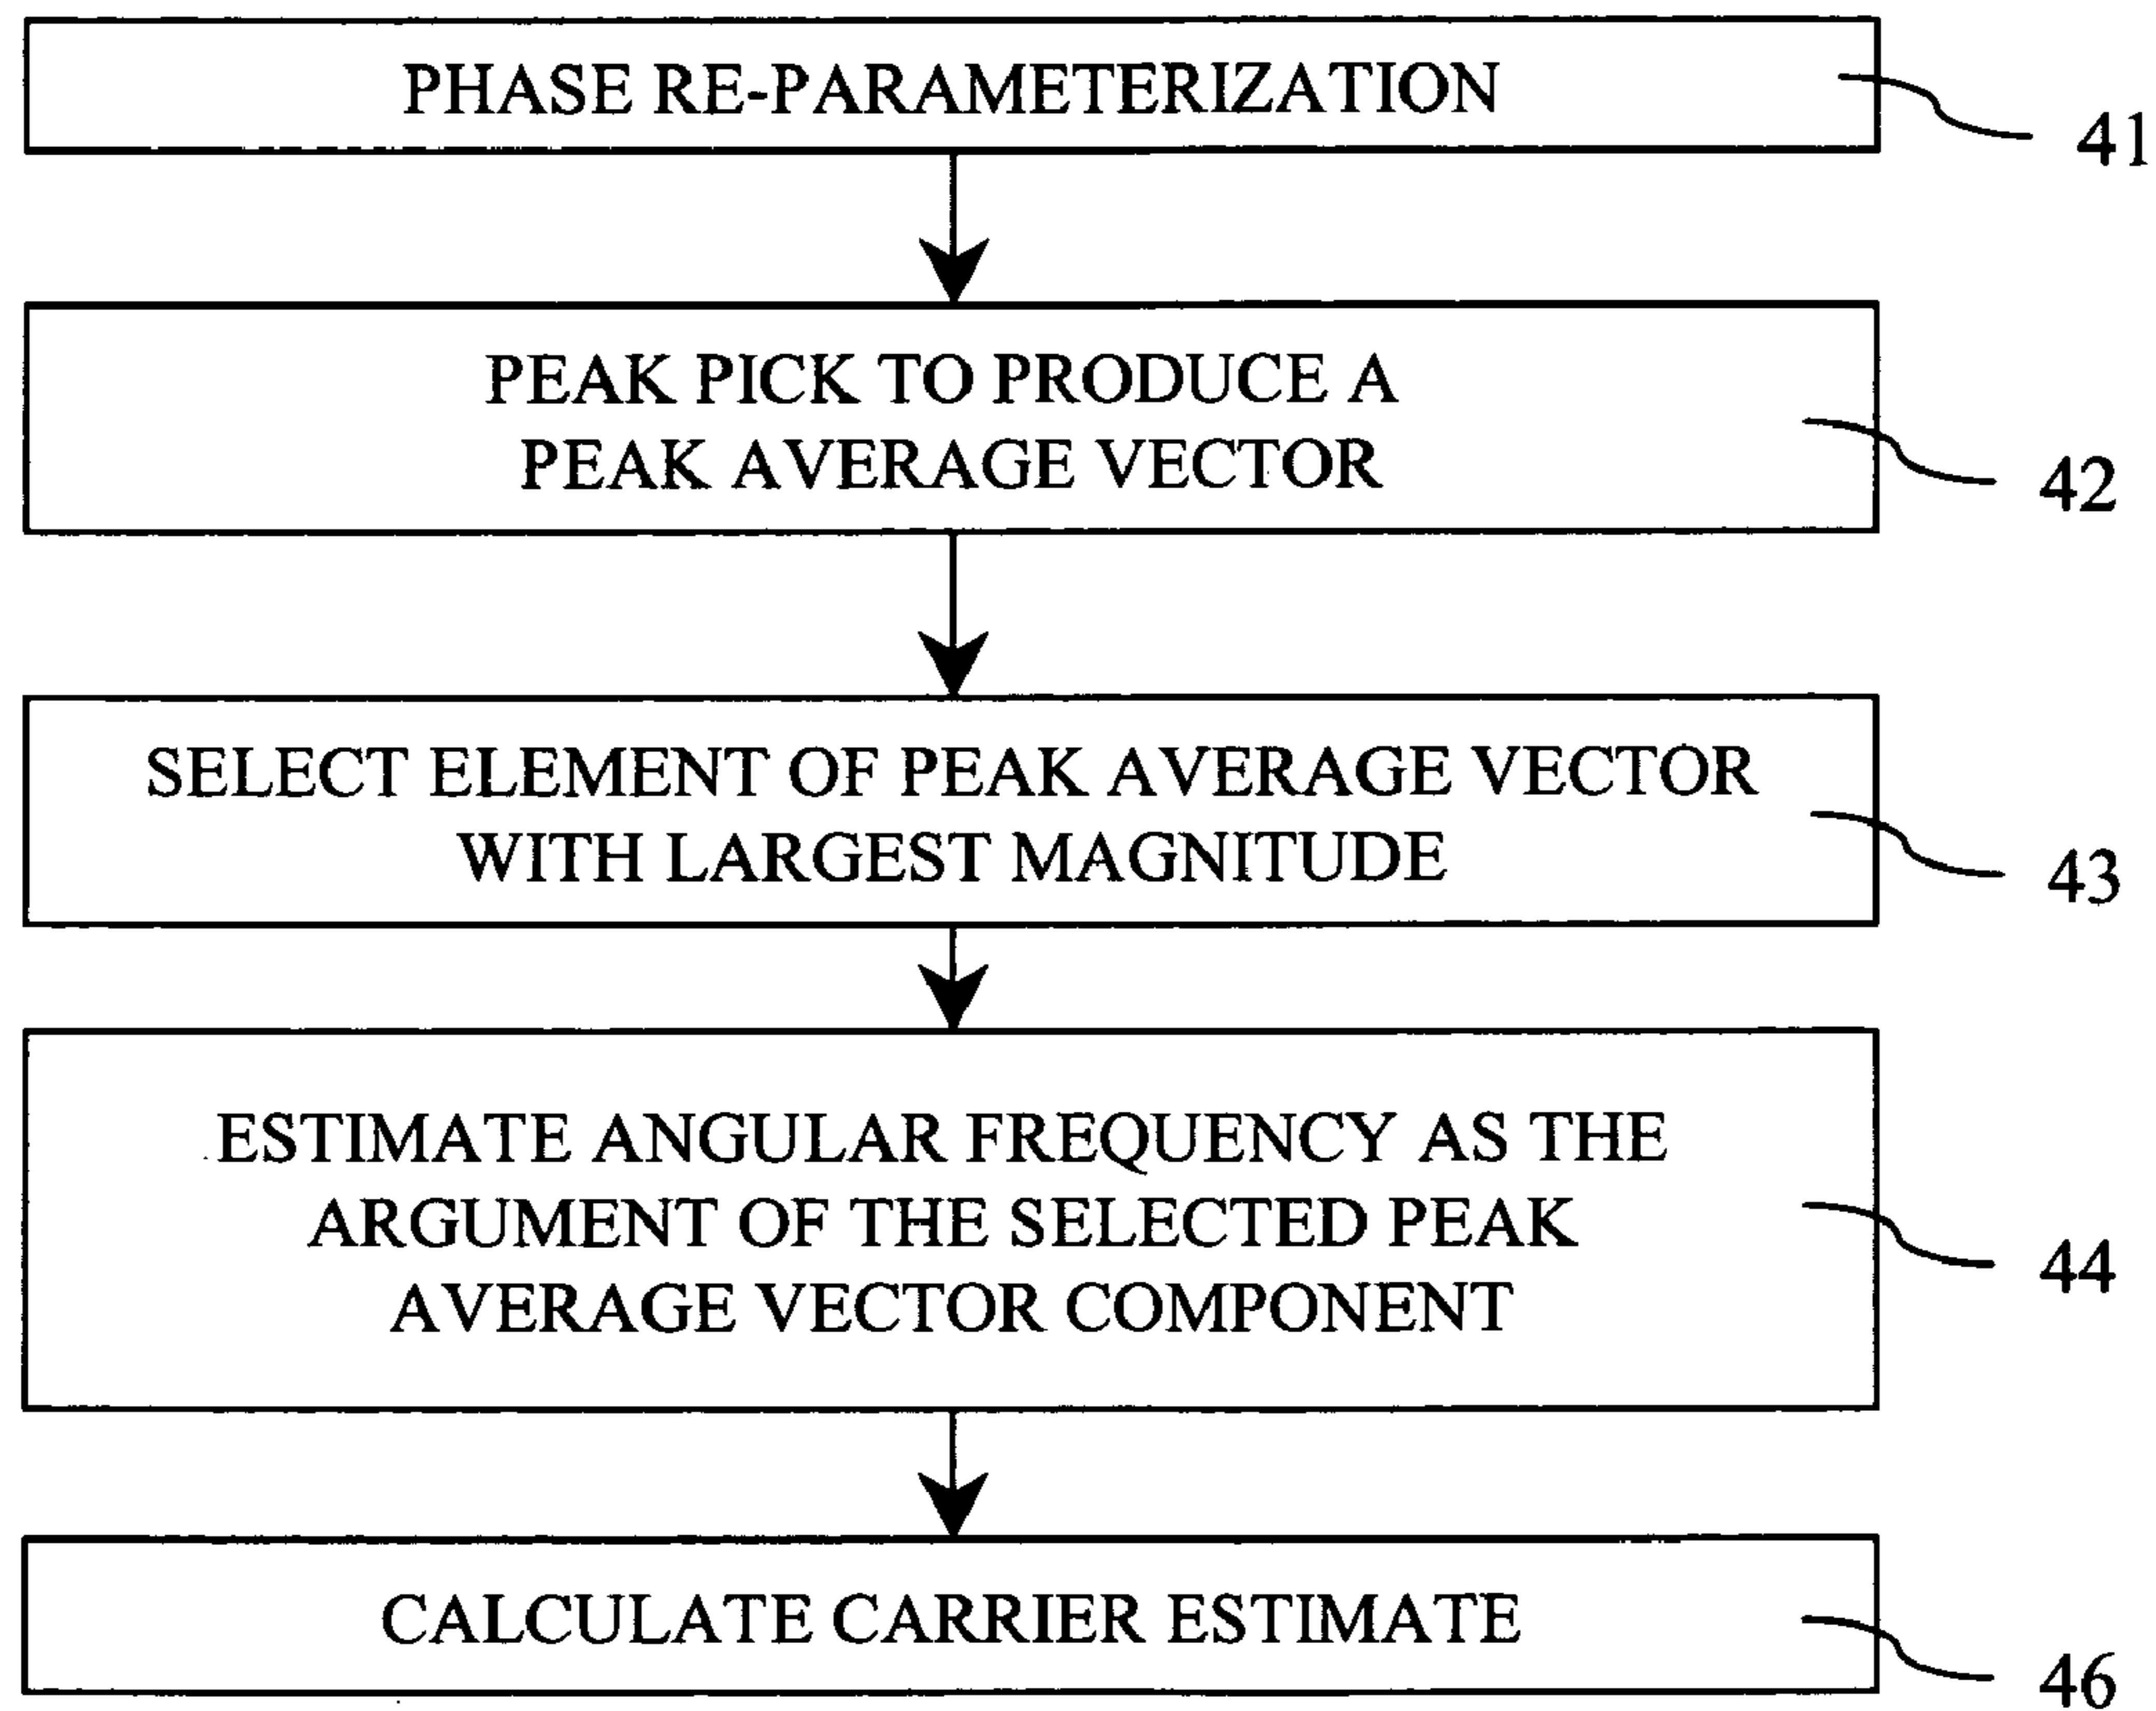 PHASE RE-PARAMETERIZATION
41
PEAK PICK TO PRODUCE A
PEAK AVERAGE VECTOR
42
SELECT ELEMENT OF PEAK AVERAGE VECTOR
WITH LARGEST MAGNITUDE
43
ESTIMATE ANGULAR FREQUENCY AS THE
ARGUMENT OF THE SELECTED PEAK
AVERAGE VECTOR COMPONENT
44
CALCULATE CARRIER ESTIMATE
46